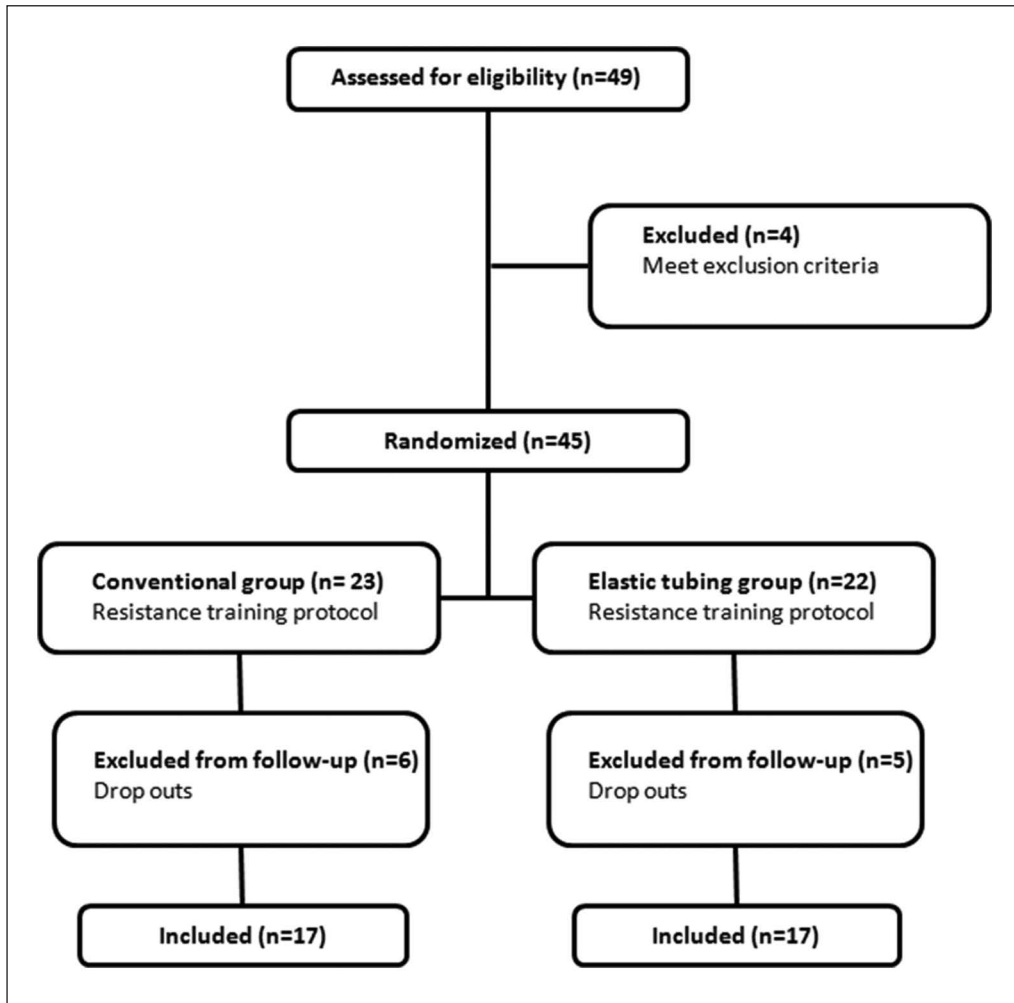 Assessed for eligibility (n=49)
Excluded (n=4)
Meet exclusion criteria
Randomized (n=45)
Conventional group (n= 23)
Resistance training protocol
Elastic tubing group (n=22)
Resistance training protocol
Excluded from follow-up (n=6)
Drop outs
Excluded from follow-up (n=5)
Drop outs
Included (n=17)
Included (n=17)